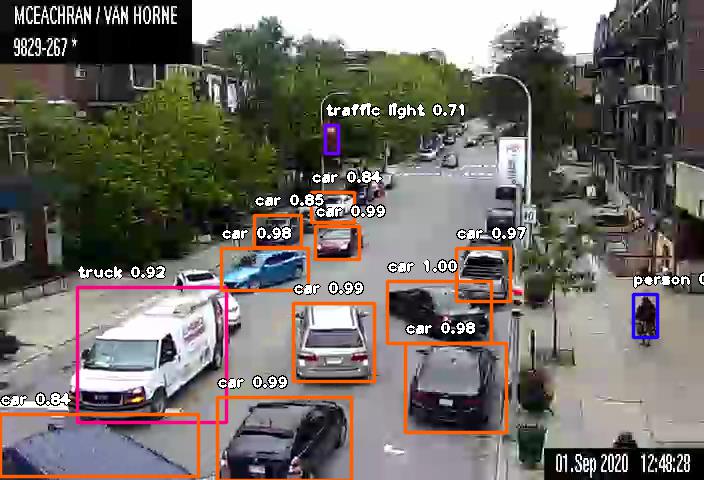 MCEACHRAN / VAN HORNE
9829-267 *
traffic light 0.71
car 0.84
car 0.85
car 0.99
car 0.98
car 0.97
truck 0.92
car 0.99
car 1.00
person 0
car 0.98
car 0.84
car 0.99
40
01.Sep 2020 12:48:28